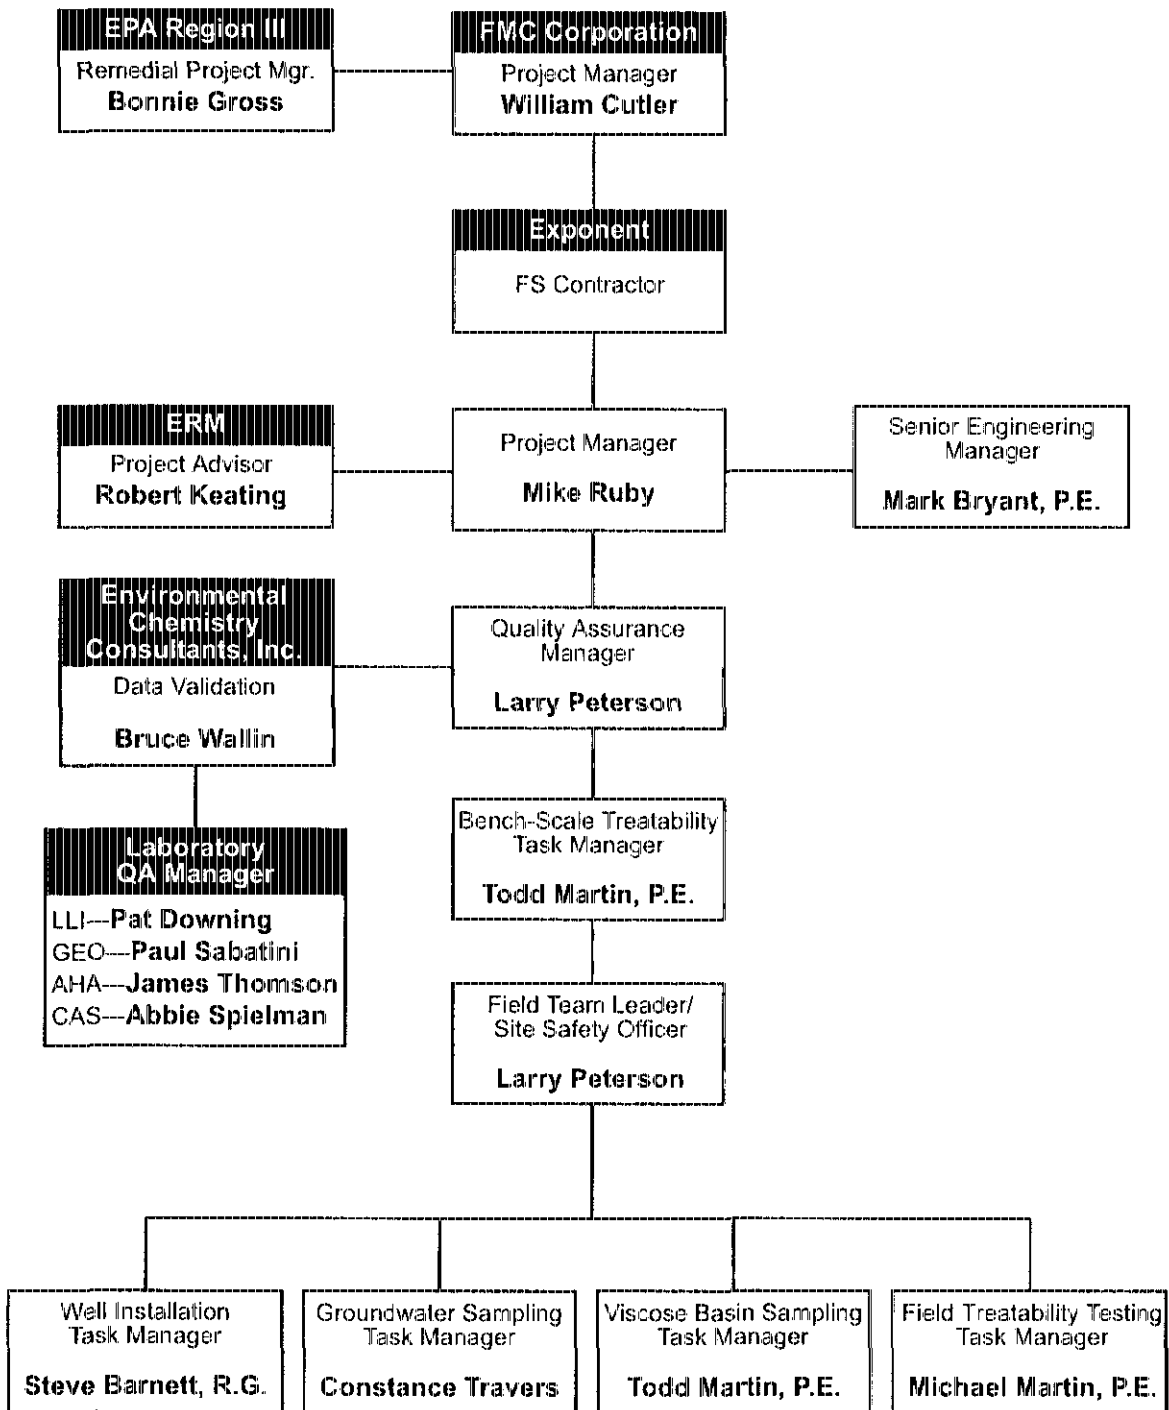 EPA Region III
Remedial Project Mgr.
Bonnie Gross
FMC Corporation
Project Manager
William Cutler
Exponent
FS Contractor
ERM
Project Advisor
Robert Keating
Project Manager
Mike Ruby
Senior Engineering
Manager
Mark Bryant, P.E.
Environmental
Chemistry
Consultants, Inc.
Data Validation
Bruce Wallin
Quality Assurance
Manager
Larry Peterson
Laboratory
QA Manager
LLI---Pat Downing
GEO---Paul Sabatini
AHA---James Thomson
CAS---Abbie Spielman
Bench-Scale Treatability
Task Manager
Todd Martin, P.E.
Field Team Leader/
Site Safety Officer
Larry Peterson
Well Installation
Task Manager
Steve Barnett, R.G.
Groundwater Sampling
Task Manager
Constance Travers
Viscose Basin Sampling
Task Manager
Todd Martin, P.E.
Field Treatability Testing
Task Manager
Michael Martin, P.E.